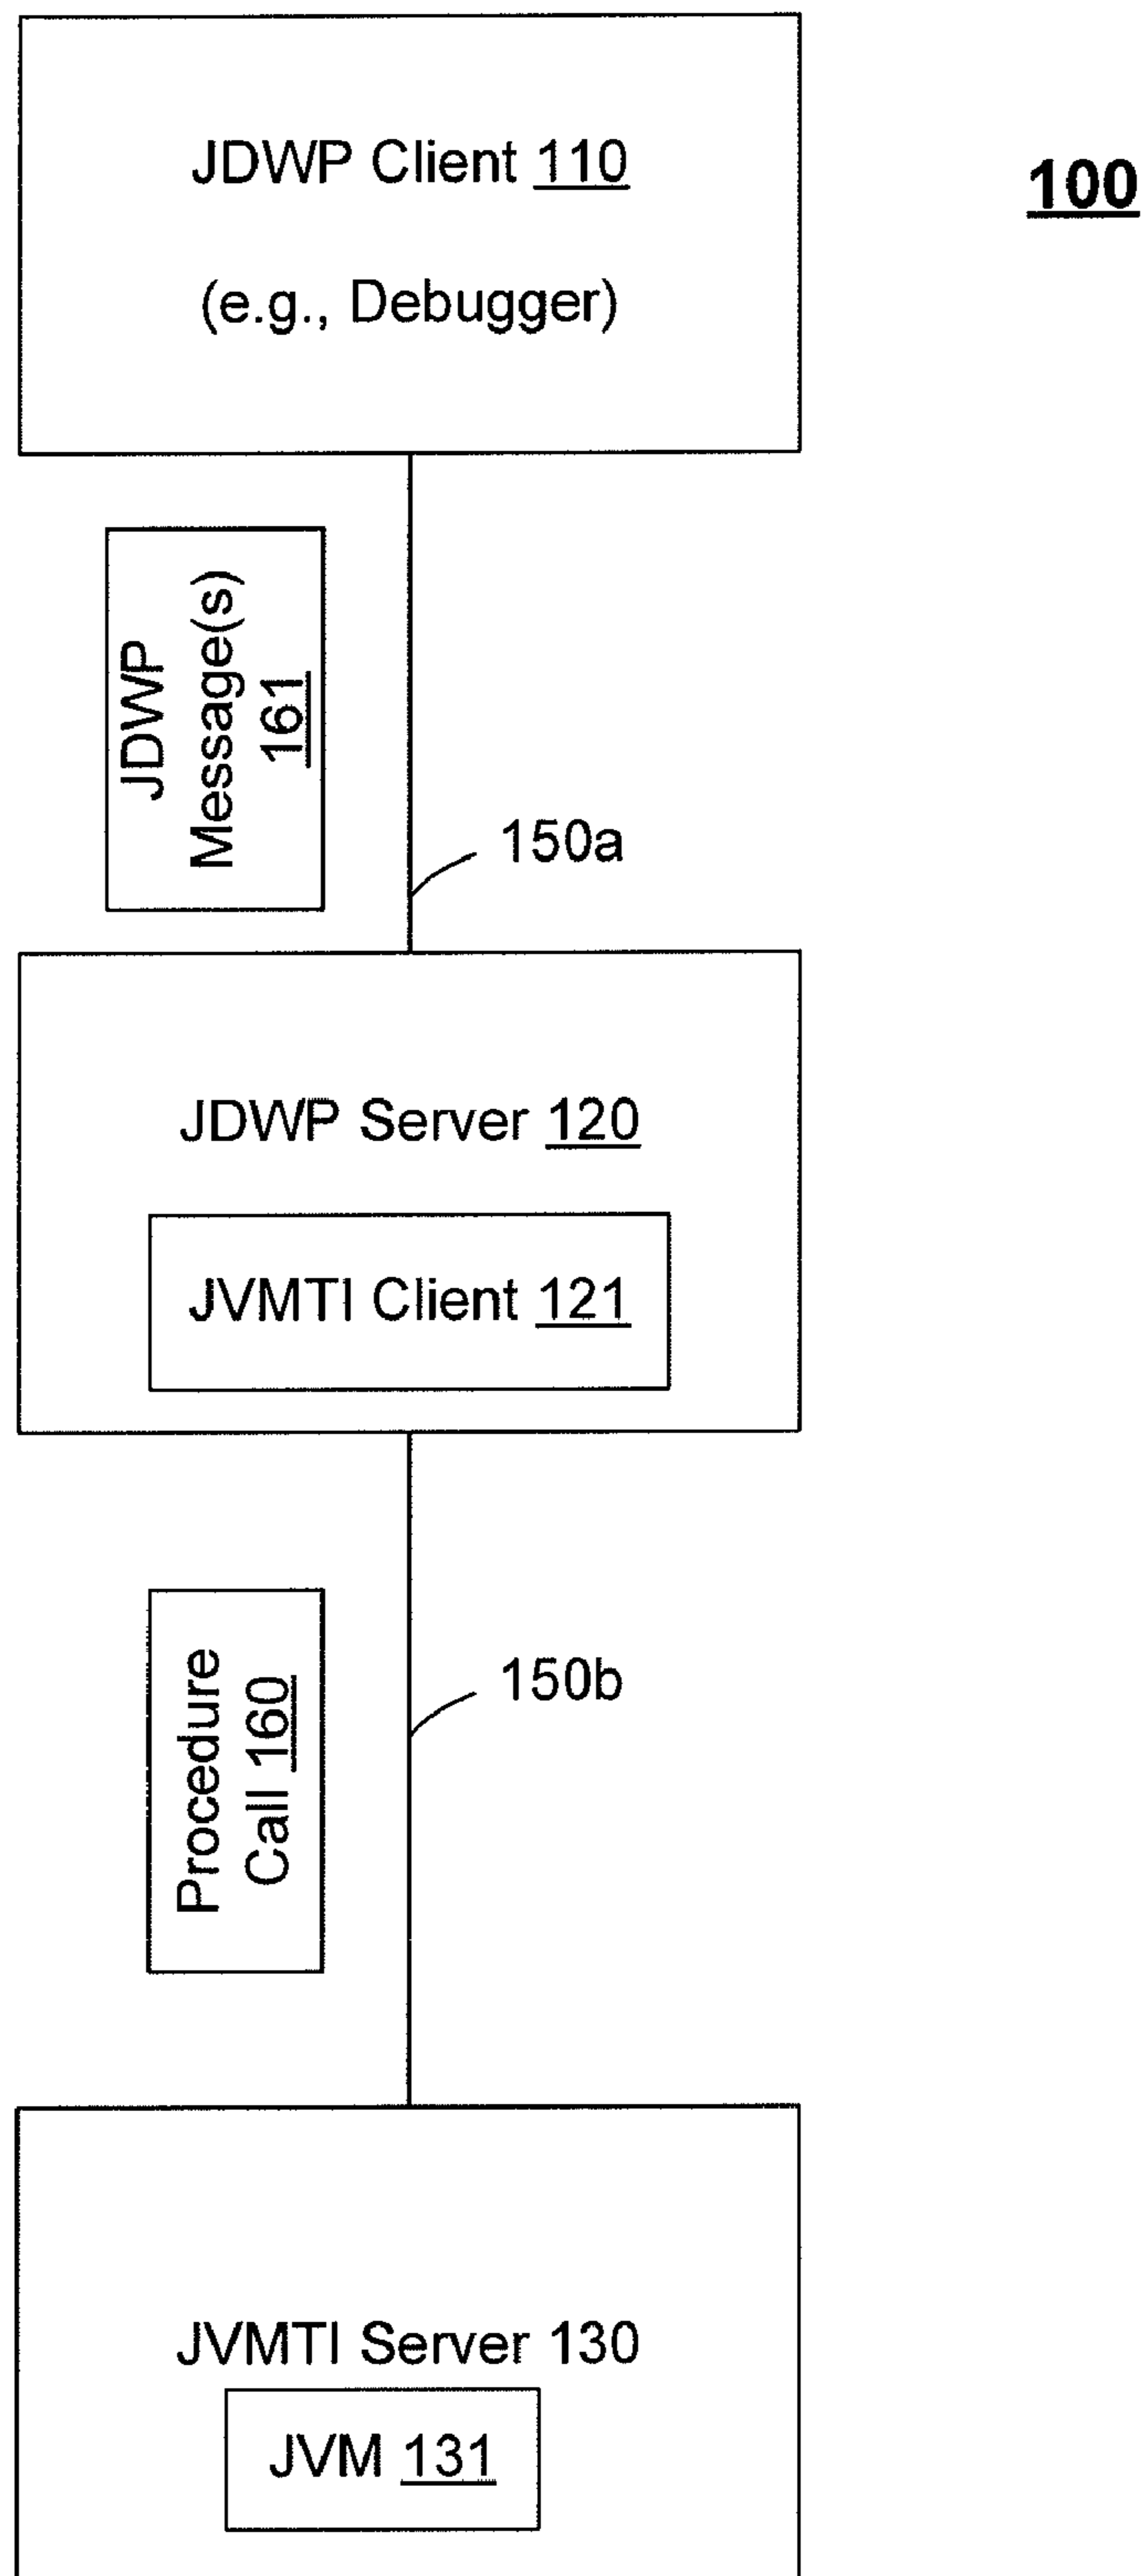 JDWP Client 110
100
(e.g., Debugger)
JDWP
Message(s)
161
150a
JDWP Server 120
JVMTI Client 121
Procedure
Call 160
150b
JVMTI Server 130
JVM 131